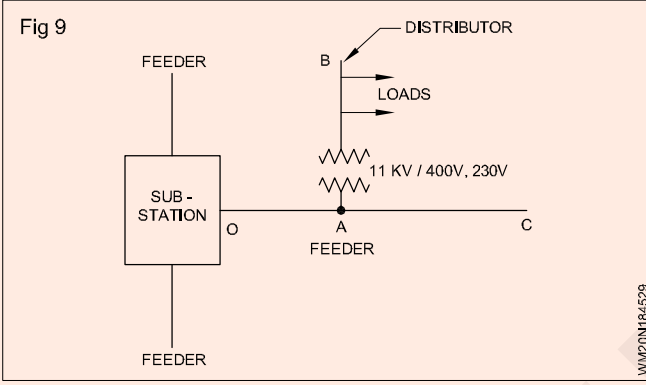 Fig 9
DISTRIBUTOR
B
FEEDER
LOADS
11 KV / 400V, 230V
SUB -
STATION
O
A
C
FEEDER
FEEDER
WM20N184529